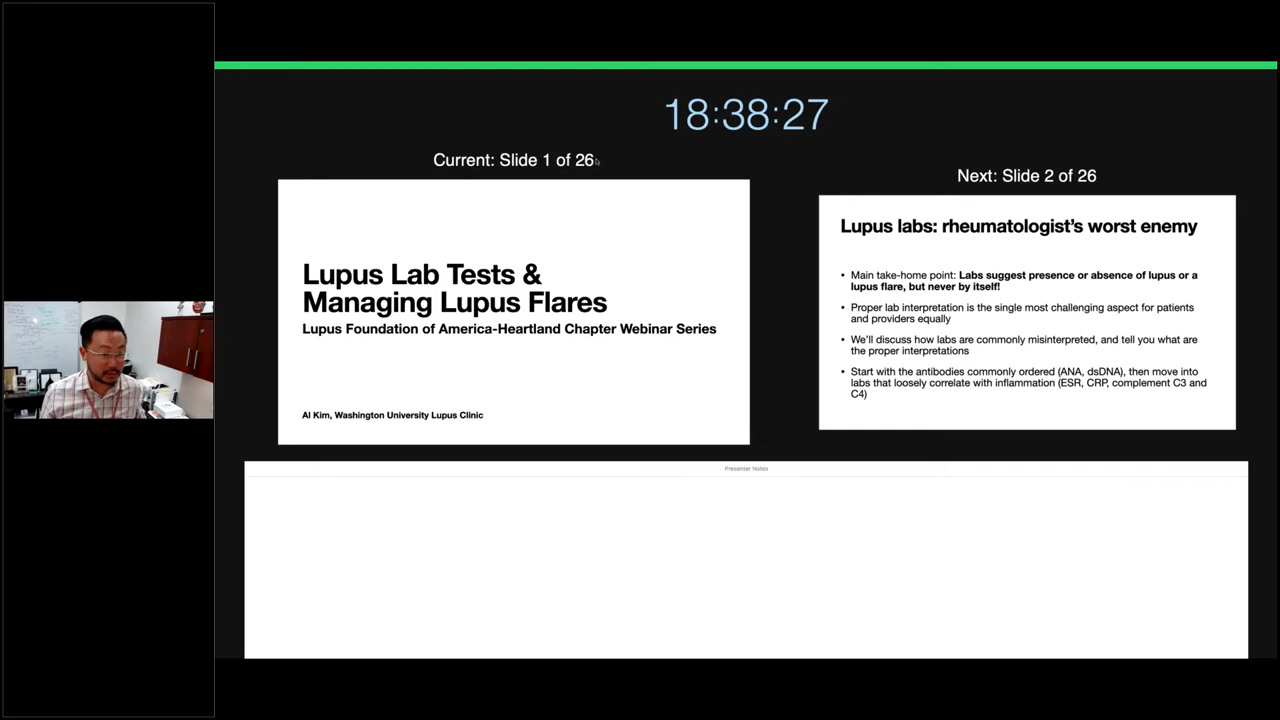 18:38:27
Current: Slide 1 of 26
Lupus Lab Tests &
Managing Lupus Flares
Lupus Foundation of America-Heartland Chapter Webinar Series
Al Kim, Washington University Lupus Clinic
Next: Slide 2 of 26
Lupus labs: rheumatologist's worst enemy
• Main take-home point: Labs suggest presence or absence of lupus or a
lupus flare, but never by itself!
• Proper lab interpretation is the single most challenging aspect for patients
and providers equally
• We'll discuss how labs are commonly misinterpreted, and tell you what are
the proper interpretations
• Start with the antibodies commonly ordered (ANA, dsDNA), then move into
labs that loosely correlate with inflammation (ESR, CRP, complement C3 and
C4)
Presenter Notes